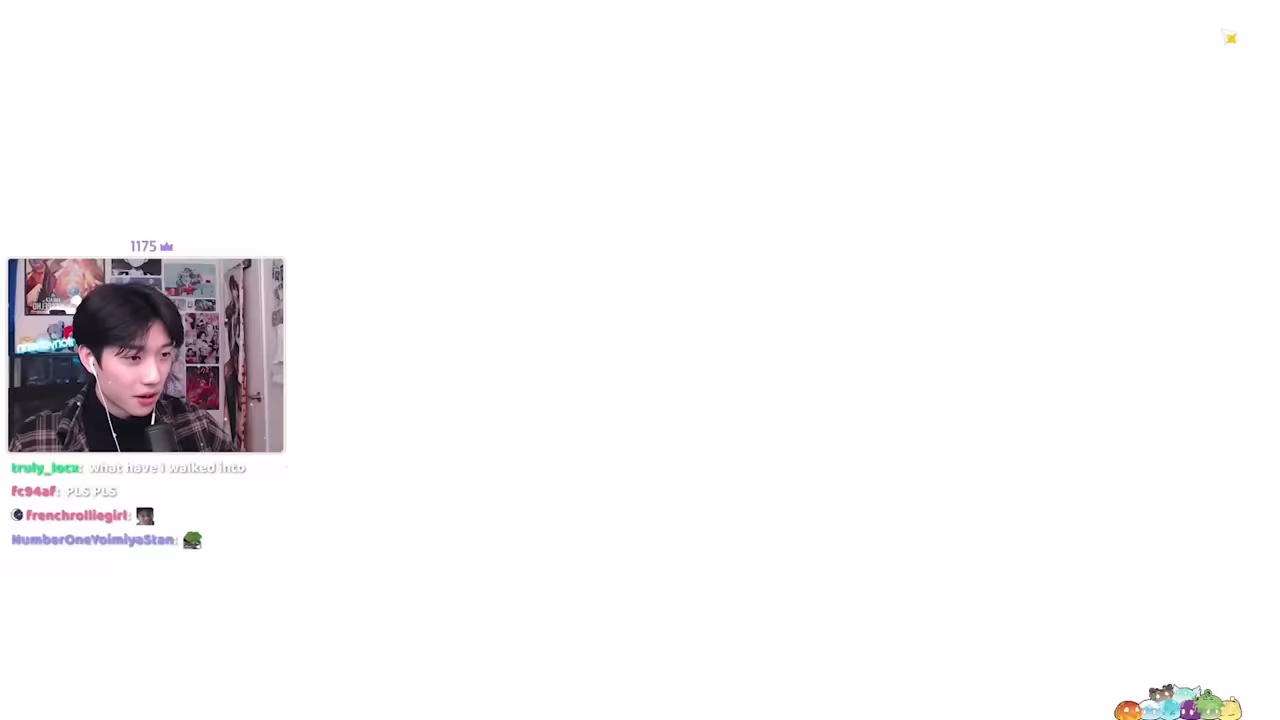 1175
truly_locx: what have I walked into
fc94af: PLS PLS
frenchrolliegirl:
NumberOneYoimiyaStan: